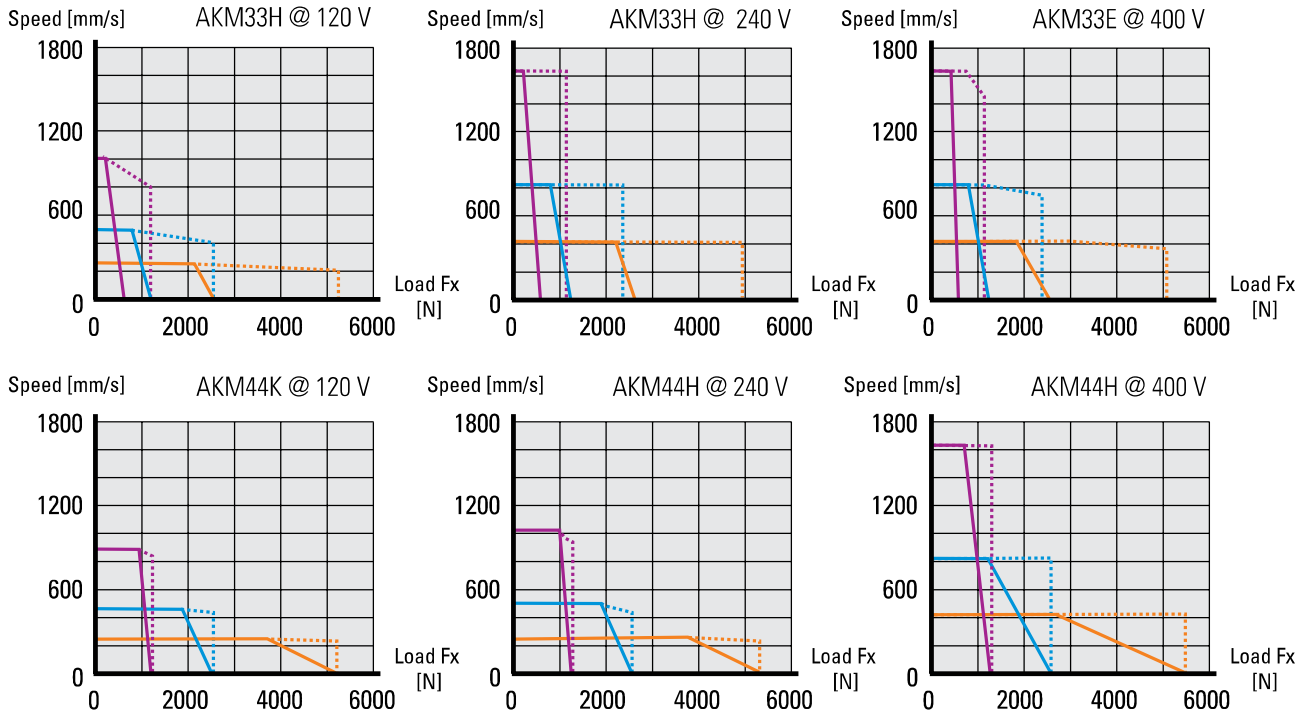 Speed [mm/s] AKM33H @ 120 V
1800
1200
600
0
Load Fx
[N]
0 2000 4000 6000
Speed [mm/s] AKM33H @ 240 V
1800
1200
600
0
Load Fx
[N]
0 2000 4000 6000
Speed [mm/s] AKM33E @ 400 V
1800
1200
600
0
Load Fx
[N]
0 2000 4000 6000
Speed [mm/s] AKM44K @ 120 V
1800
1200
600
0
Load Fx
[N]
0 2000 4000 6000
Speed [mm/s] AKM44H @ 240 V
1800
1200
600
0
Load Fx
[N]
0 2000 4000 6000
Speed [mm/s] AKM44H @ 400 V
1800
1200
600
0
Load Fx
[N]
0 2000 4000 6000